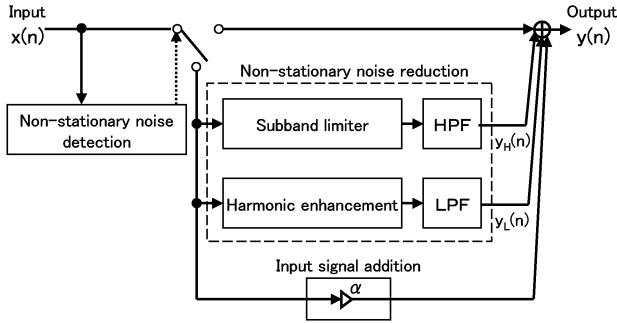 Input
x(n)
Output
y(n)
Non-stationary noise
detection
Non-stationary noise reduction
Subband limiter
HPF
y_H(n)
Harmonic enhancement
LPF
y_L(n)
Input signal addition
α